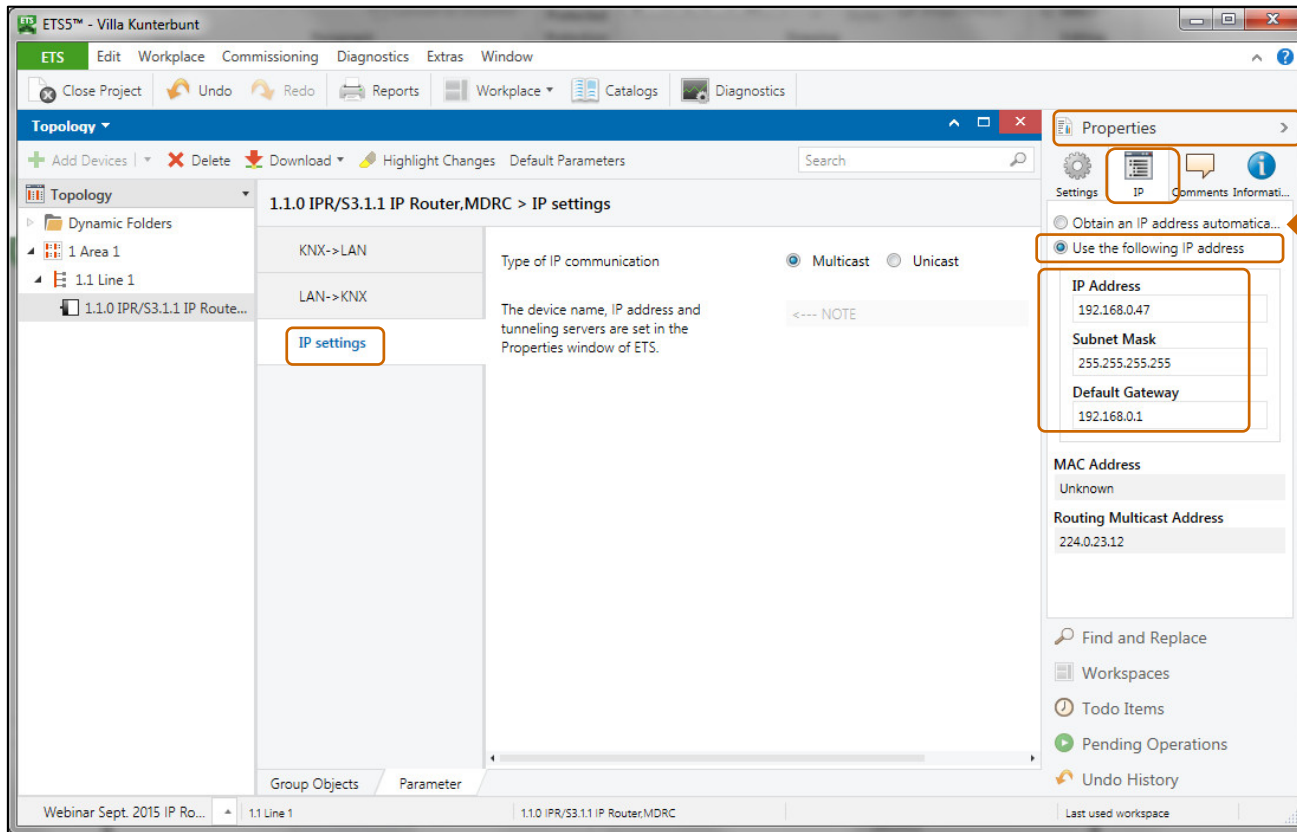 ETS5™ - Villa Kunterbunt
ETS Edit Workplace Commissioning Diagnostics Extras Window
Close Project Undo Redo Reports Workplace Catalogs Diagnostics
Topology
Add Devices Delete Download Highlight Changes Default Parameters Search
Topology
Dynamic Folders
1 Area 1
1.1 Line 1
1.1.0 IPR/S3.1.1 IP Route...
1.1.0 IPR/S3.1.1 IP Router,MDRC > IP settings
KNX->LAN
LAN->KNX
IP settings
Type of IP communication
Multicast Unicast
The device name, IP address and
tunneling servers are set in the
Properties window of ETS.
<--- NOTE
Group Objects Parameter
Properties
Settings IP Comments Informati...
Obtain an IP address automatica...
Use the following IP address
IP Address
192.168.0.47
Subnet Mask
255.255.255.255
Default Gateway
192.168.0.1
MAC Address
Unknown
Routing Multicast Address
224.0.23.12
Find and Replace
Workspaces
Todo Items
Pending Operations
Undo History
Webinar Sept. 2015 IP Ro... 1.1 Line 1 1.1.0 IPR/S3.1.1 IP Router,MDRC Last used workspace